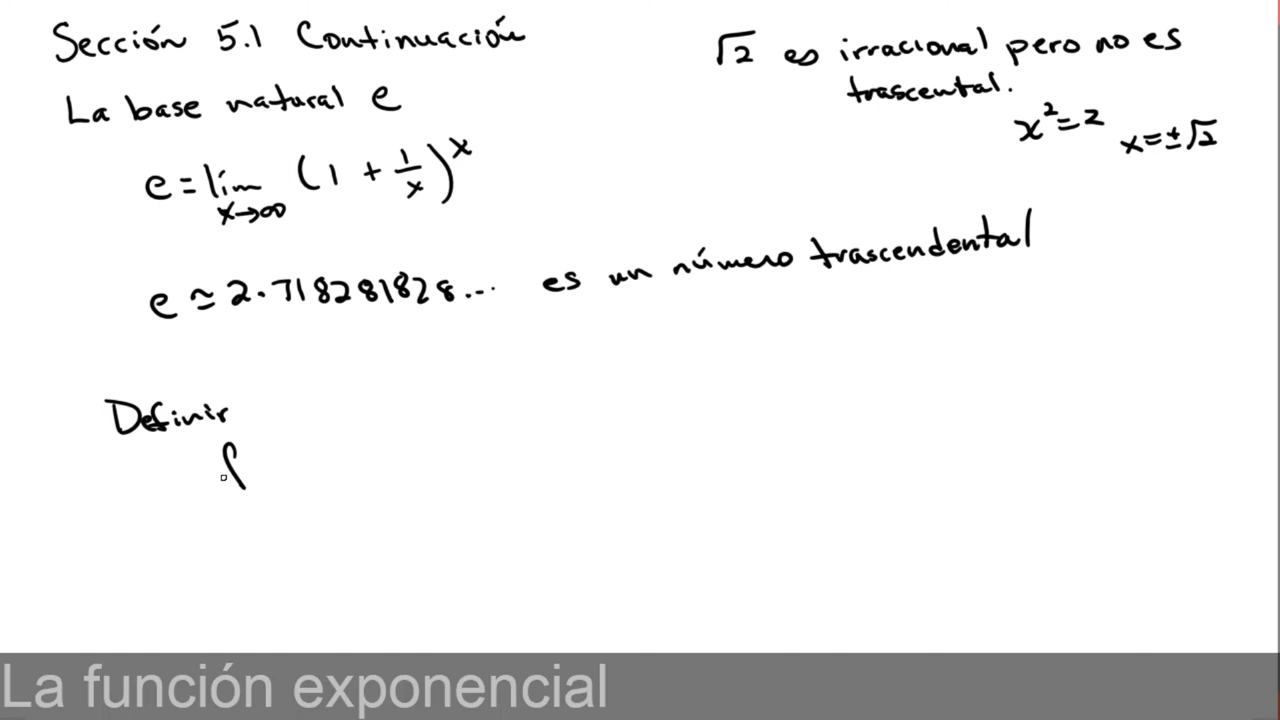 Sección 5.1 Continuación
La base natural e
e = lím (1 + 1/x)^x
x→∞
e ≃ 2.718281828... es un número trascendental
√2 es irracional pero no es
trascental.
x² = 2 x = ±√2
Definir
La función exponencial